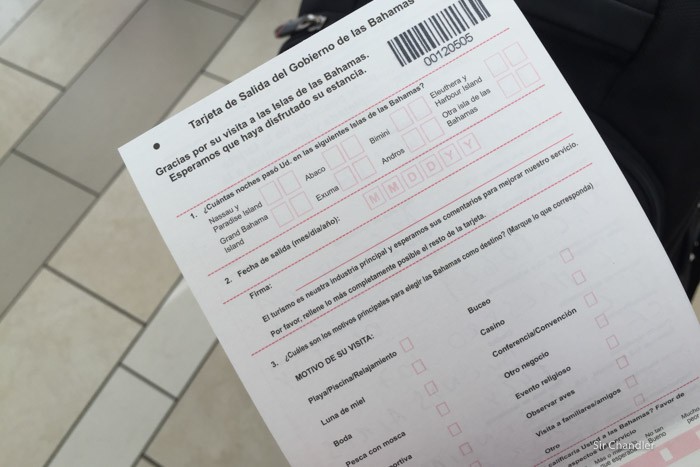 Tarjeta de Salida del Gobierno de las Bahamas
00120505
Gracias por su visita a las Islas de las Bahamas.
Esperamos que haya disfrutado su estancia.
1. ¿Cuántas noches pasó Ud. en las siguientes Islas de las Bahamas?
Nassau y
Paradise Island
Abaco
Bimini
Eleuthera y
Harbour Island
Grand Bahama
Island
Exuma
Andros
Otra isla de las
Bahamas
2. Fecha de salida (mes/día/año):
M M D D Y Y
Firma:
El turismo es neustra industria principal y esperamos sus comentarios para mejorar nuestro servicio.
Por favor, rellene lo más completamente posible el resto de la tarjeta.
3. ¿Cuáles son los motivos principales para elegir las Bahamas como destino? (Marque lo que corresponda)
MOTIVO DE SU VISITA:
Playa/Piscina/Relajamiento
Luna de miel
Boda
Pesca con mosca
Buceo
Casino
Conferencia/Convención
Otro negocio
Evento religioso
Observar aves
Visita a familiares/amigos
Otro
Usted a las Bahamas? Favor de
Sir Chandler